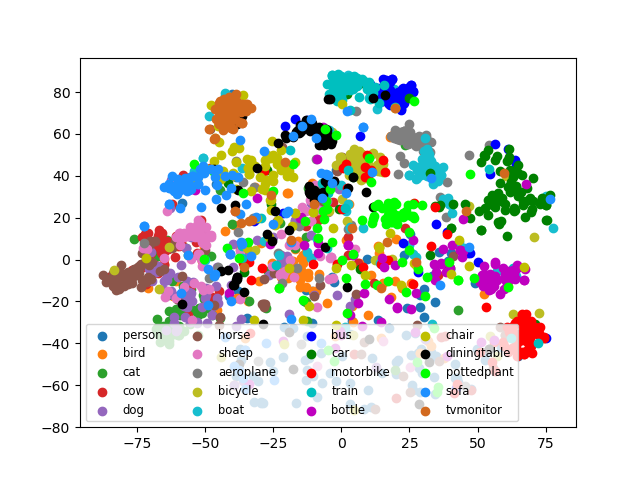 80
60
40
20
0
−20
−40
−60
−80
person horse bus chair
bird sheep car diningtable
cat aeroplane motorbike pottedplant
cow bicycle train sofa
dog boat bottle tvmonitor
−75 −50 −25 0 25 50 75